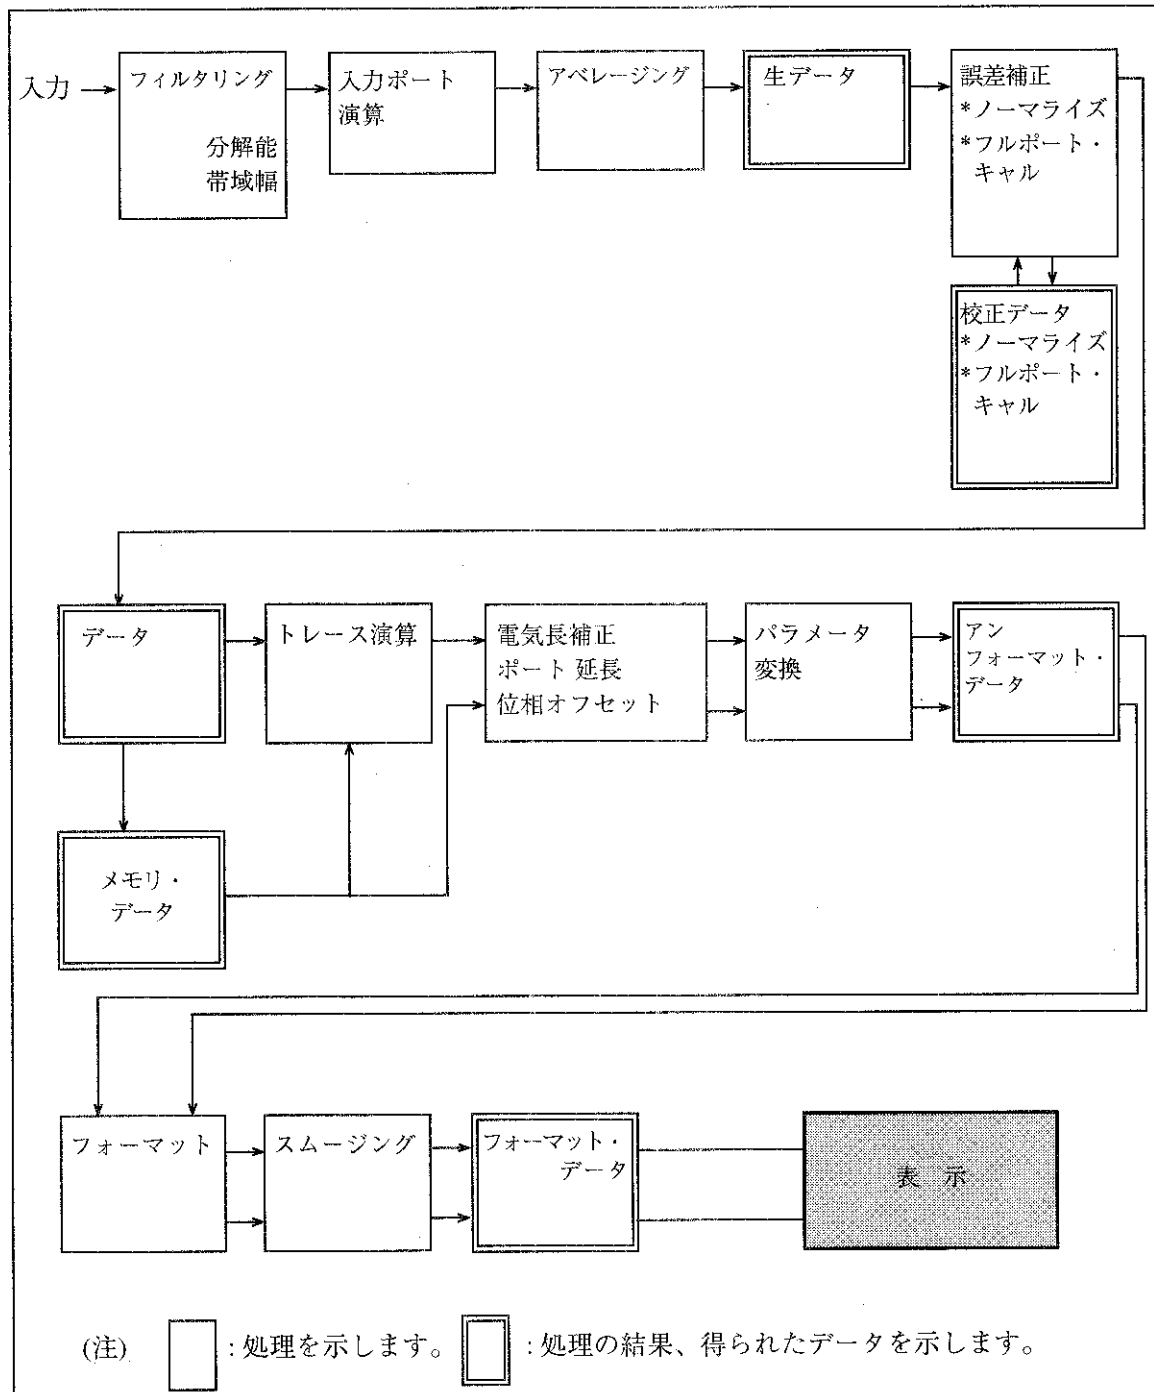 入力
フィルタリング
分解能
帯域幅
入力ポート
演算
アベレージング
生データ
誤差補正
*ノーマライズ
*フルポート・
キャル
校正データ
*ノーマライズ
*フルポート・
キャル
データ
トレース演算
電気長補正
ポート 延長
位相オフセット
パラメータ
変換
アン
フォーマット・
データ
メモリ・
データ
フォーマット
スムージング
フォーマット・
データ
表 示
(注) : 処理を示します。 : 処理の結果、得られたデータを示します。